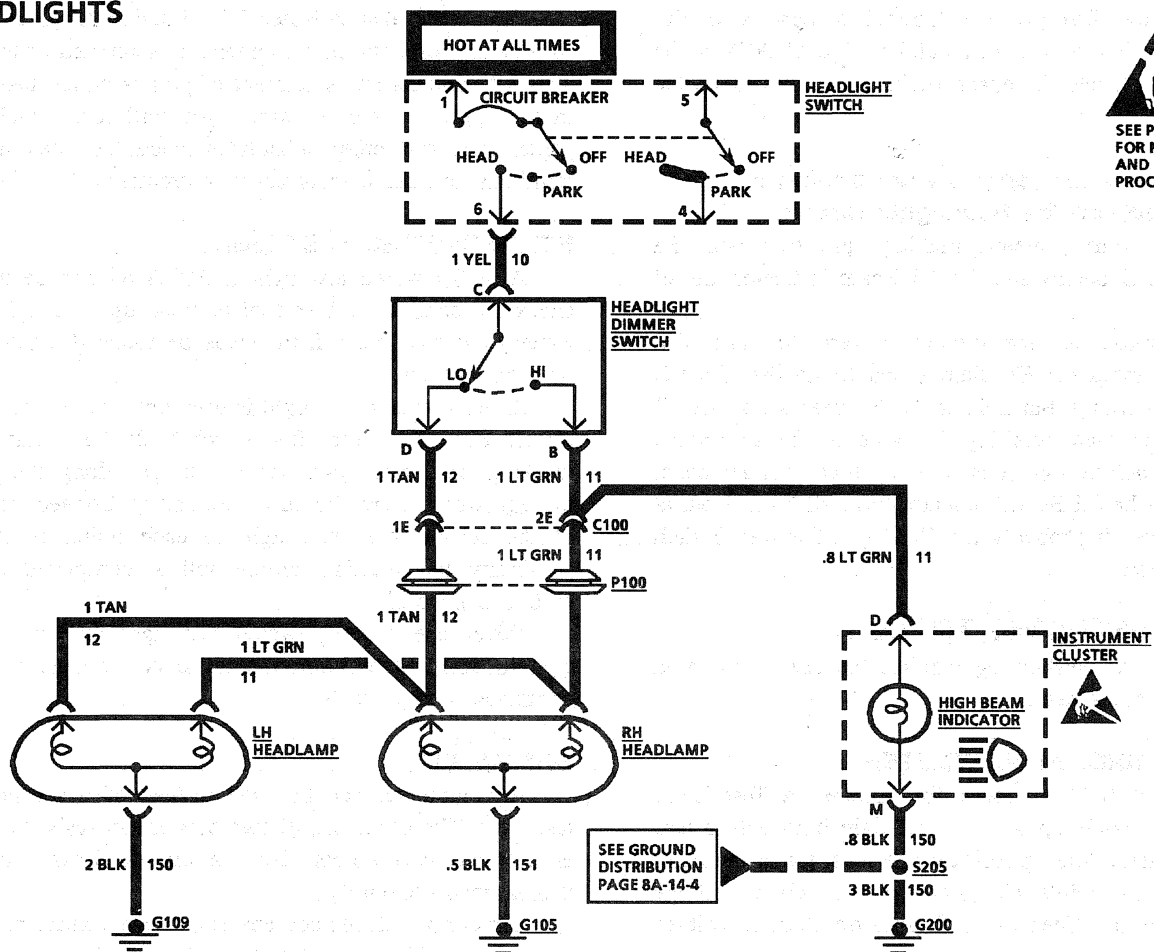 DLIGHTS
HOT AT ALL TIMES
1
CIRCUIT BREAKER
5
HEADLIGHT
SWITCH
HEAD
OFF
HEAD
OFF
PARK
PARK
6
4
SEE P
FOR
AND
PROC
1 YEL 10
C
HEADLIGHT
DIMMER
SWITCH
LO
HI
D
B
1 TAN 12
1 LT GRN 11
1E
2E
C100
1 LT GRN 11
.8 LT GRN 11
P100
1 TAN 12
1 TAN
12
1 LT GRN
11
D
INSTRUMENT
CLUSTER
HIGH BEAM
INDICATOR
LH
HEADLAMP
RH
HEADLAMP
M
.8 BLK 150
2 BLK 150
.5 BLK 151
SEE GROUND
DISTRIBUTION
PAGE 8A-14-4
S205
3 BLK 150
G109
G105
G200